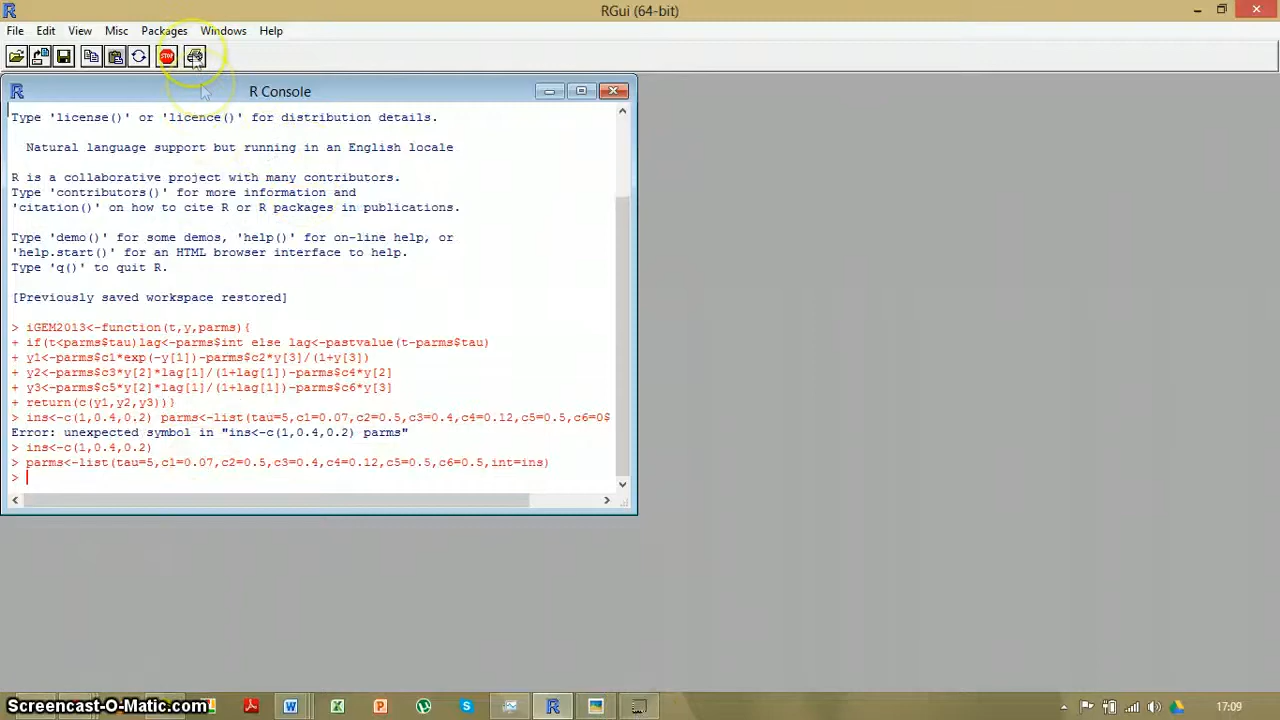 RGui (64-bit)
File Edit View Misc Packages Windows Help
STOP
R Console
Type 'license()' or 'licence()' for distribution details.
Natural language support but running in an English locale
R is a collaborative project with many contributors.
Type 'contributors()' for more information and
'citation()' on how to cite R or R packages in publications.
Type 'demo()' for some demos, 'help()' for on-line help, or
'help.start()' for an HTML browser interface to help.
Type 'q()' to quit R.
[Previously saved workspace restored]
> iGEM2013<-function(t,y,parms){
+ if(t<parms$tau)lag<-parms$int else lag<-pastvalue(t-parms$tau)
+ y1<-parms$c1*exp(-y[1])-parms$c2*y[3]/(1+y[3])
+ y2<-parms$c3*y[2]*lag[1]/(1+lag[1])-parms$c4*y[2]
+ y3<-parms$c5*y[2]*lag[1]/(1+lag[1])-parms$c6*y[3]
+ return(c(y1,y2,y3))}
> ins<-c(1,0.4,0.2) parms<-list(tau=5,c1=0.07,c2=0.5,c3=0.4,c4=0.12,c5=0.5,c6=0$
Error: unexpected symbol in "ins<-c(1,0.4,0.2) parms"
> ins<-c(1,0.4,0.2)
> parms<-list(tau=5,c1=0.07,c2=0.5,c3=0.4,c4=0.12,c5=0.5,c6=0.5,int=ins)
>
Screencast-O-Matic.com
17:09